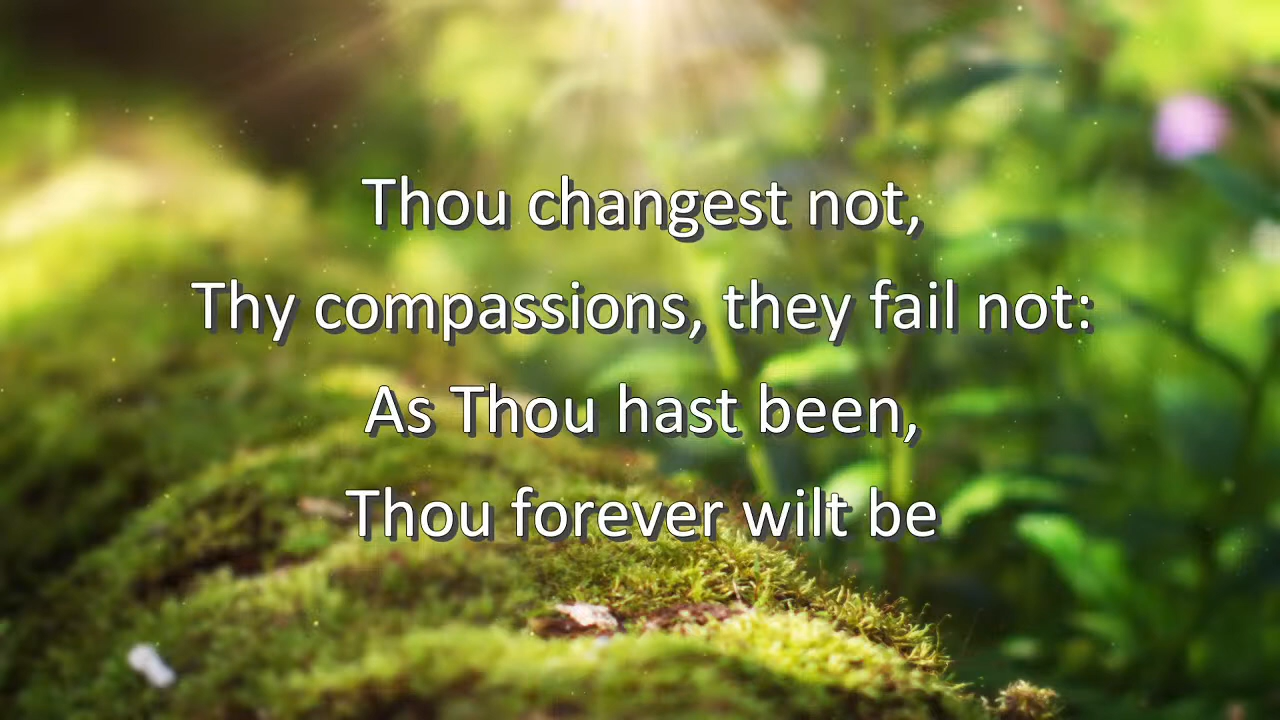 Thou changest not,
Thy compassions, they fail not:
As Thou hast been,
Thou forever wilt be